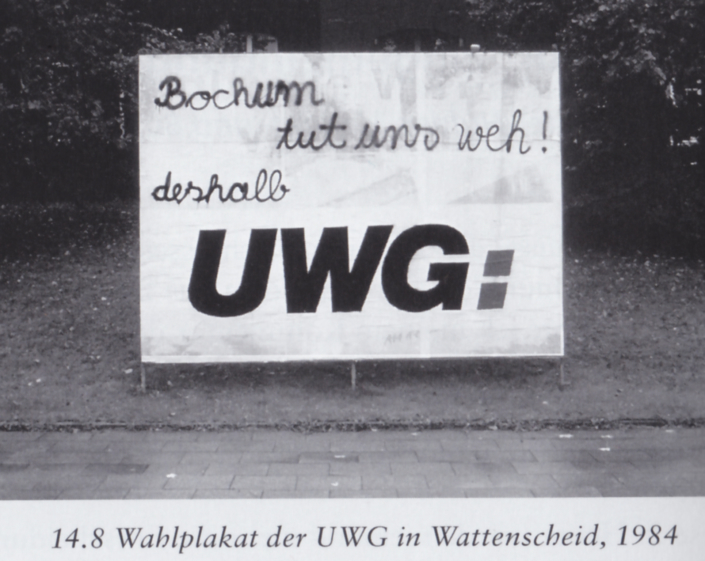 Bochum
tut uns weh!
deshalb
UWG:
14.8 Wahlplakat der UWG in Wattenscheid, 1984